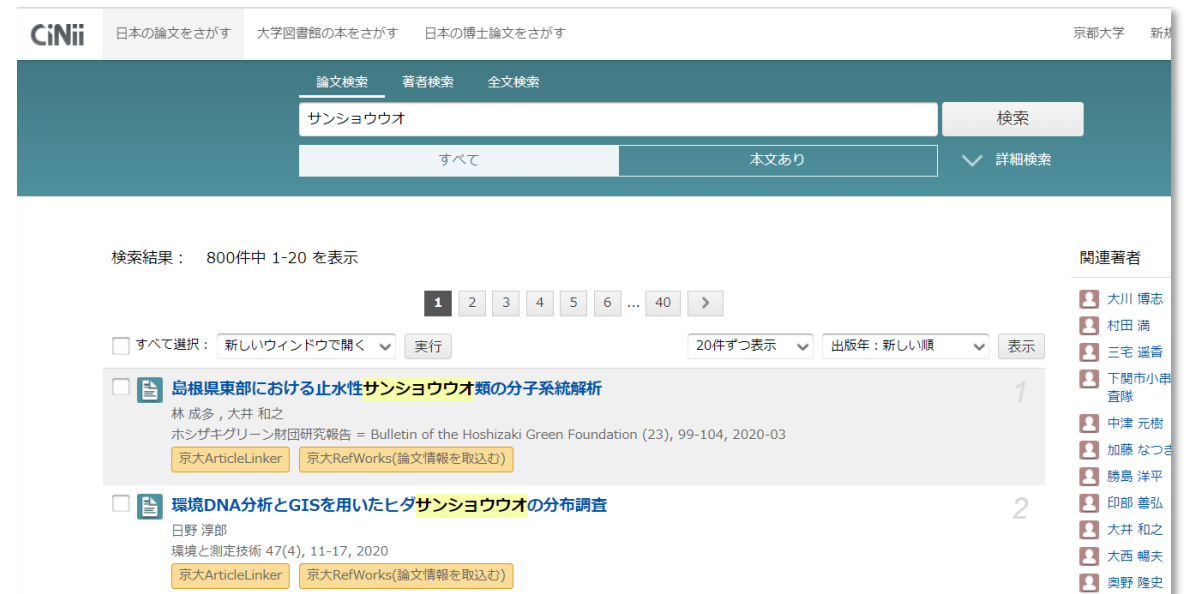 CiNii 日本の論文をさがす 大学図書館の本をさがす 日本の博士論文をさがす 京都大学 新規
論文検索 著者検索 全文検索
サンショウウオ 検索
すべて 本文あり 詳細検索
検索結果： 800件中 1-20 を表示
1 2 3 4 5 6 ... 40 >
すべて選択： 新しいウィンドウで開く 実行 20件ずつ表示 出版年：新しい順 表示
島根県東部における止水性サンショウウオ類の分子系統解析 1
林 成多 , 大井 和之
ホシザキグリーン財団研究報告 = Bulletin of the Hoshizaki Green Foundation (23), 99-104, 2020-03
京大ArticleLinker 京大RefWorks(論文情報を取込む)
環境DNA分析とGISを用いたヒダサンショウウオの分布調査 2
日野 淳郎
環境と測定技術 47(4), 11-17, 2020
京大ArticleLinker 京大RefWorks(論文情報を取込む)
関連著者
大川 博志
村田 満
三宅 遥香
下関市小串
査隊
中津 元樹
加藤 なつき
勝島 洋平
印部 善弘
大井 和之
大西 暢夫
奥野 隆史